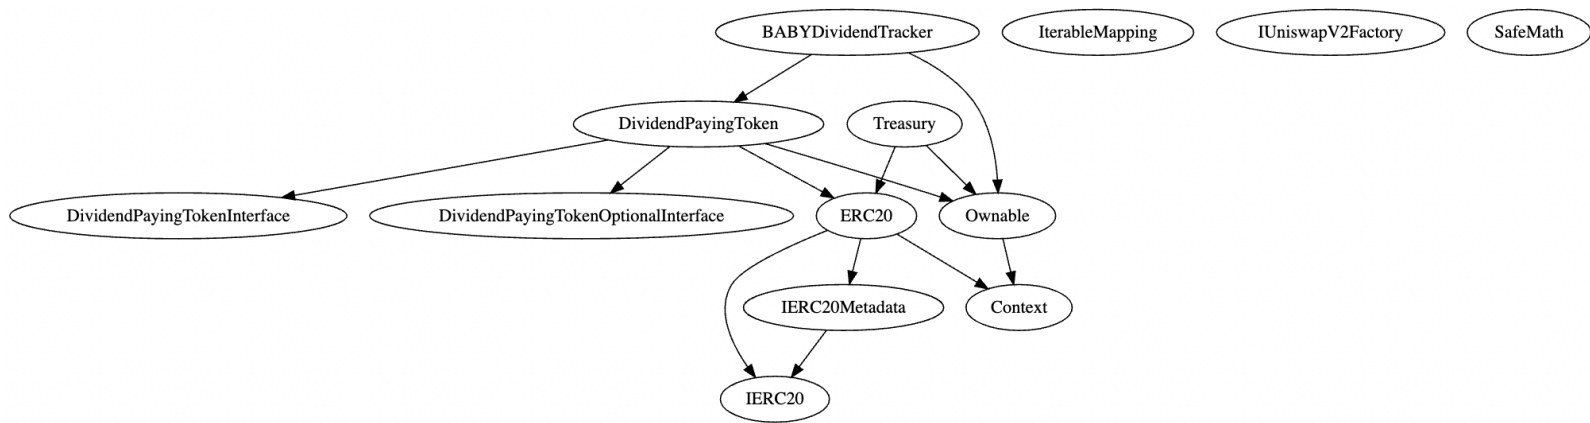 BABYDividendTracker
IterableMapping
IUniswapV2Factory
SafeMath
DividendPayingToken
Treasury
DividendPayingTokenInterface
DividendPayingTokenOptionalInterface
ERC20
Ownable
IERC20Metadata
Context
IERC20